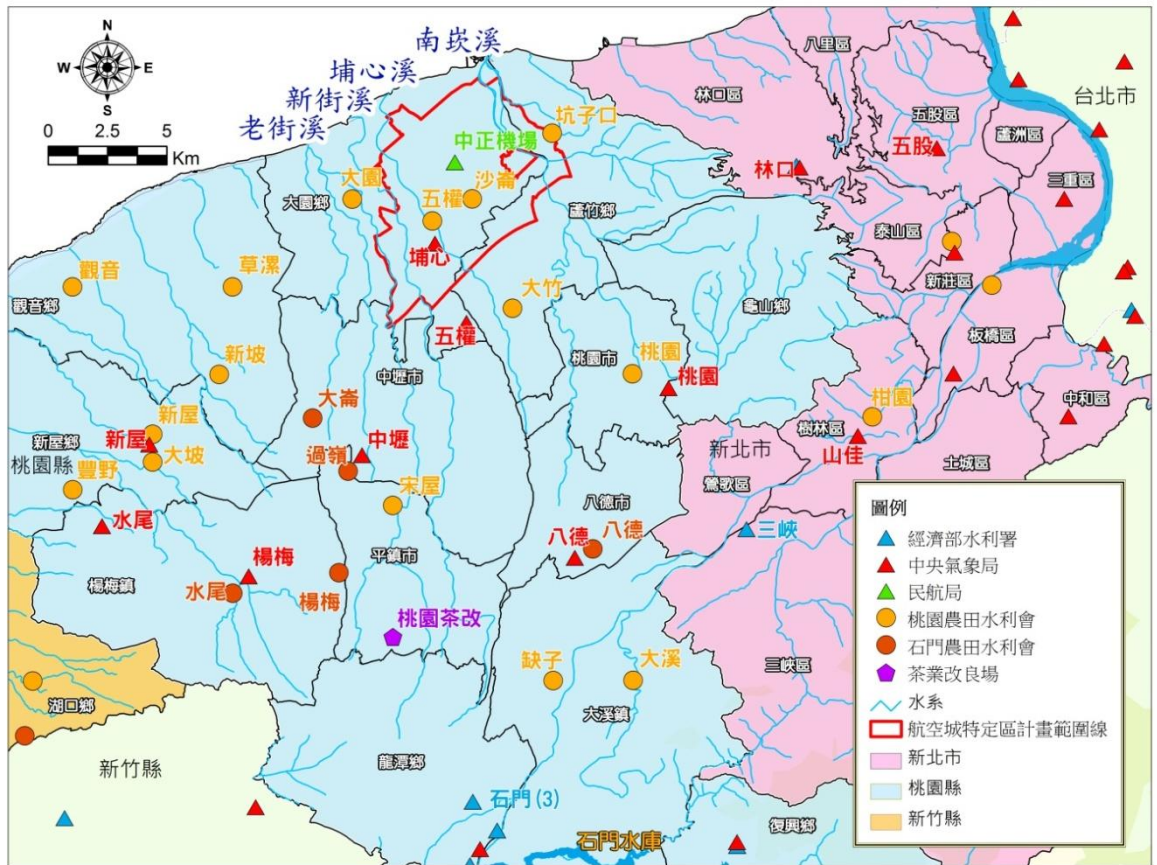 N
W
E
S
0
2.5
5
Km
南崁溪
埔心溪
新街溪
老街溪
八里區
林口區
五股區
台北市
蘆洲區
坑子口
中正機場
五股
林口
三重區
大園
沙崙
大園鄉
五權
蘆竹鄉
泰山區
埔心
觀音
草漯
新莊區
觀音鄉
大竹
龜山鄉
五權
板橋區
桃園市
桃園
新坡
中壢市
桃園
中和區
大崙
柑園
新屋
樹林區
新屋鄉
新屋
中壢
新北市
山佳
大坡
過嶺
土城區
桃園縣
豐野
鶯歌區
宋屋
八德市
水尾
八德
八德
三峽
平鎮市
楊梅
楊梅鎮
水尾
楊梅
桃園茶改
缺子
大溪
三峽區
湖口鄉
大溪鎮
新竹縣
龍潭鄉
石門(3)
石門水庫
復興鄉
圖例
經濟部水利署
中央氣象局
民航局
桃園農田水利會
石門農田水利會
茶業改良場
水系
航空城特定區計畫範圍線
新北市
桃園縣
新竹縣